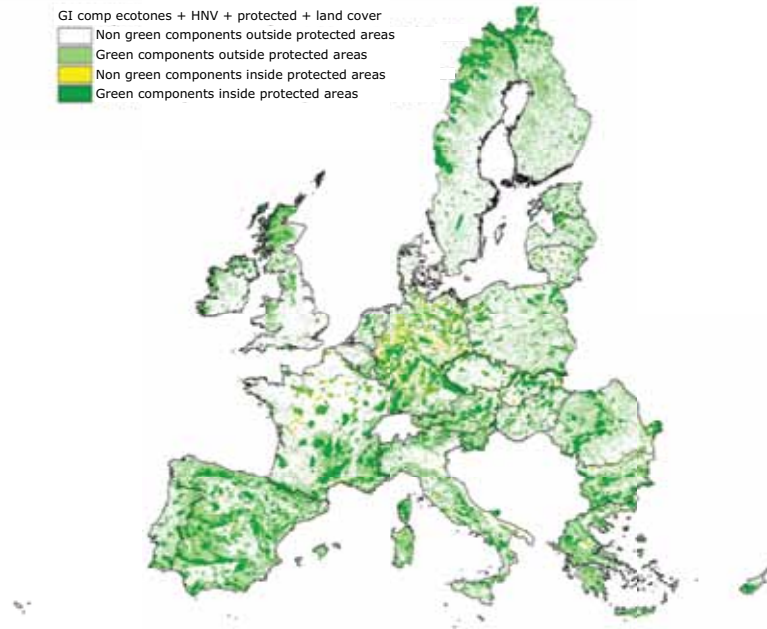 GI comp ecotones + HNV + protected + land cover
Non green components outside protected areas
Green components outside protected areas
Non green components inside protected areas
Green components inside protected areas